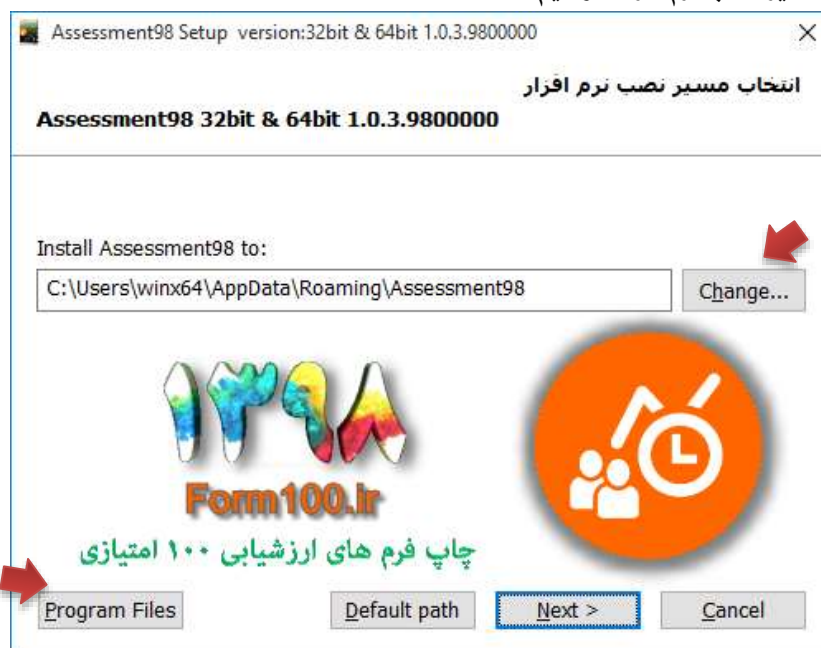 Assessment98 Setup version:32bit & 64bit 1.0.3.9800000
انتخاب مسیر نصب نرم افزار
Assessment98 32bit & 64bit 1.0.3.9800000
Install Assessment98 to:
C:\Users\winx64\AppData\Roaming\Assessment98
Change...
۱۳۹۸
Form100.ir
چاپ فرم های ارزشیابی ۱۰۰ امتیازی
Program Files
Default path
Next >
Cancel